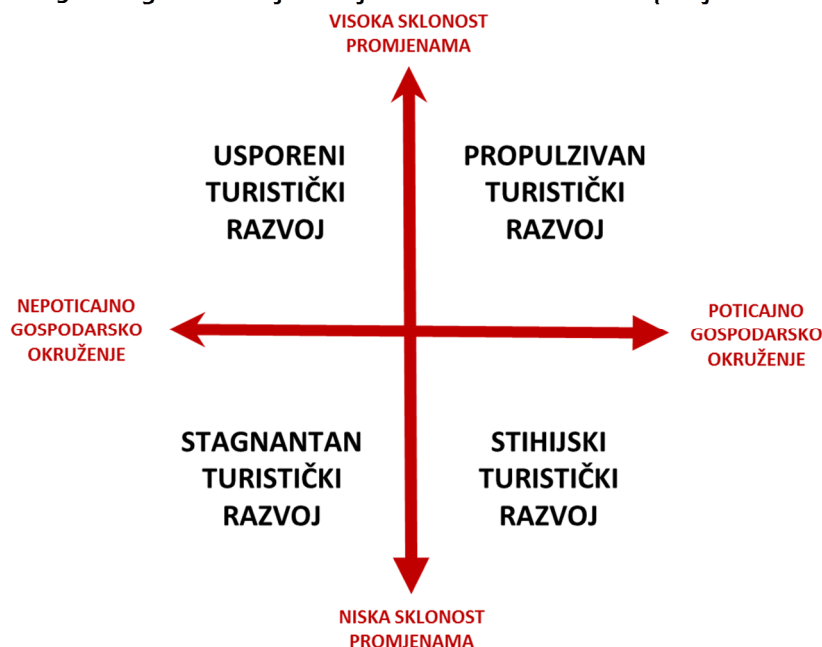 VISOKA SKLONOST
PROMJENAMA
USPORENI
TURISTIČKI
RAZVOJ
PROPULZIVAN
TURISTIČKI
RAZVOJ
NEPOTICAJNO
GOSPODARSKO
OKRUŽENJE
POTICAJNO
GOSPODARSKO
OKRUŽENJE
STAGNANTAN
TURISTIČKI
RAZVOJ
STIHIJSKI
TURISTIČKI
RAZVOJ
NISKA SKLONOST
PROMJENAMA